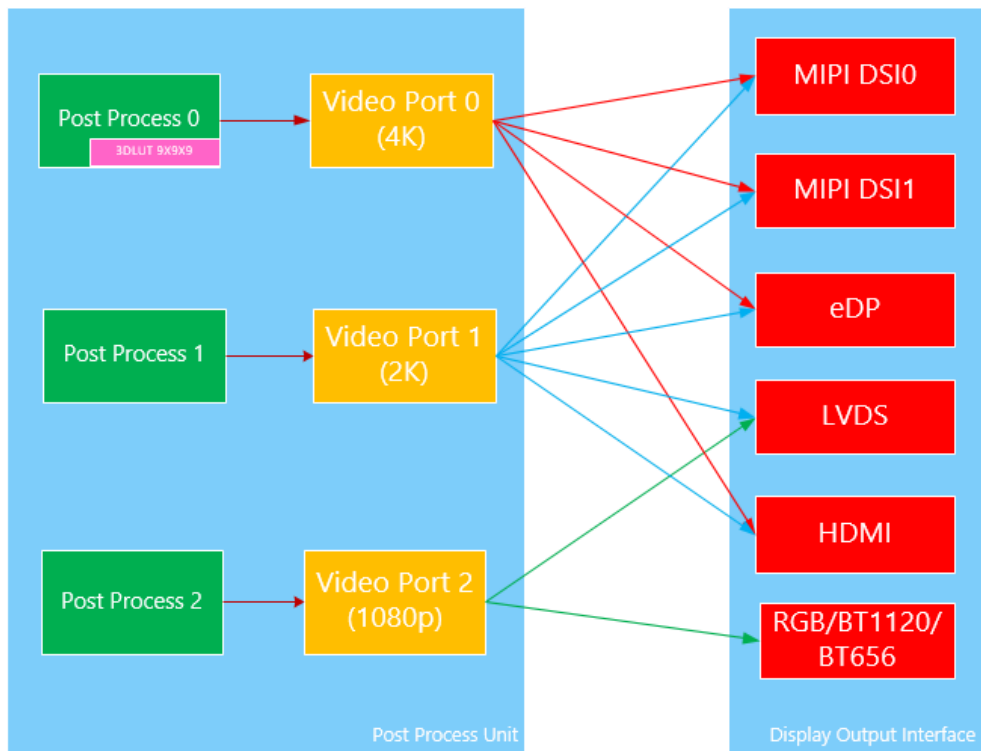 Post Process 0
3DLUT 9X9X9
Video Port 0
(4K)
MIPI DSI0
MIPI DSI1
eDP
Post Process 1
Video Port 1
(2K)
LVDS
HDMI
Post Process 2
Video Port 2
(1080p)
RGB/BT1120/
BT656
Post Process Unit
Display Output Interface